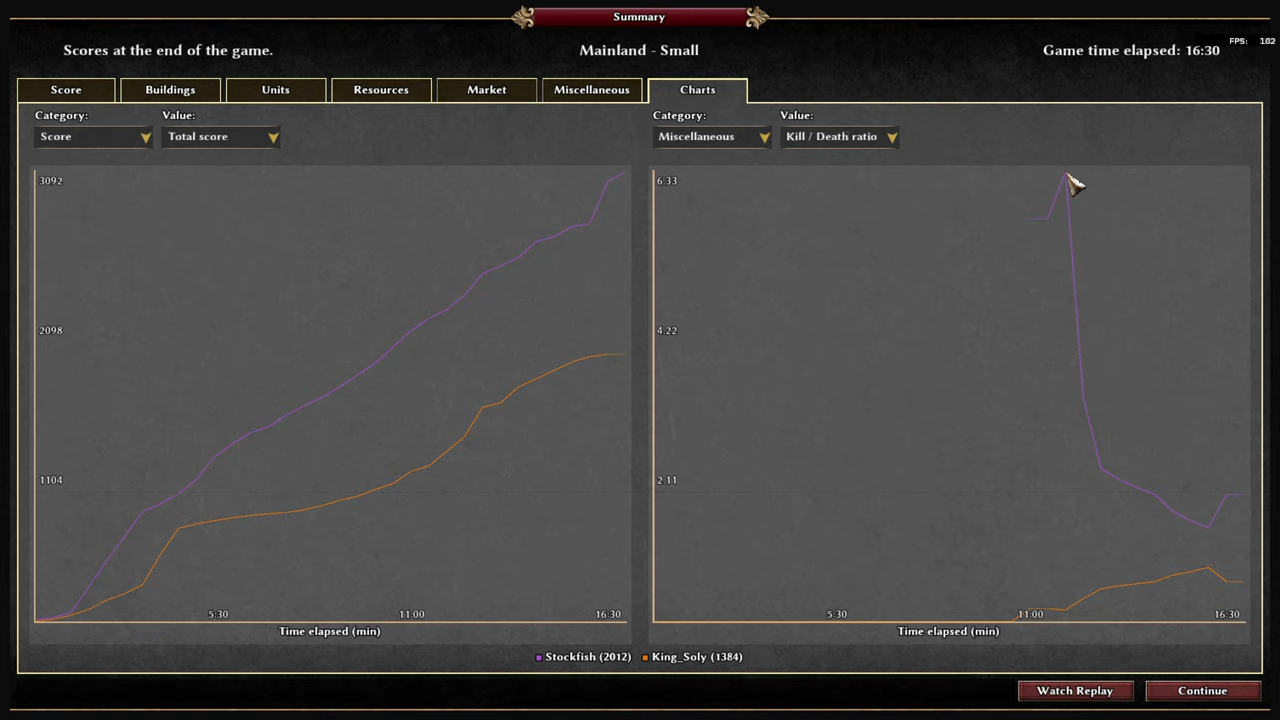 Summary
FPS: 102
Scores at the end of the game.
Mainland - Small
Game time elapsed: 16:30
Score
Buildings
Units
Resources
Market
Miscellaneous
Charts
Category:
Value:
Score
Total score
Category:
Value:
Miscellaneous
Kill / Death ratio
3092
2098
1104
5:30
11:00
16:30
Time elapsed (min)
6.33
4.22
2.11
5:30
11:00
16:30
Time elapsed (min)
Stockfish (2012)
King_Soly (1384)
Watch Replay
Continue